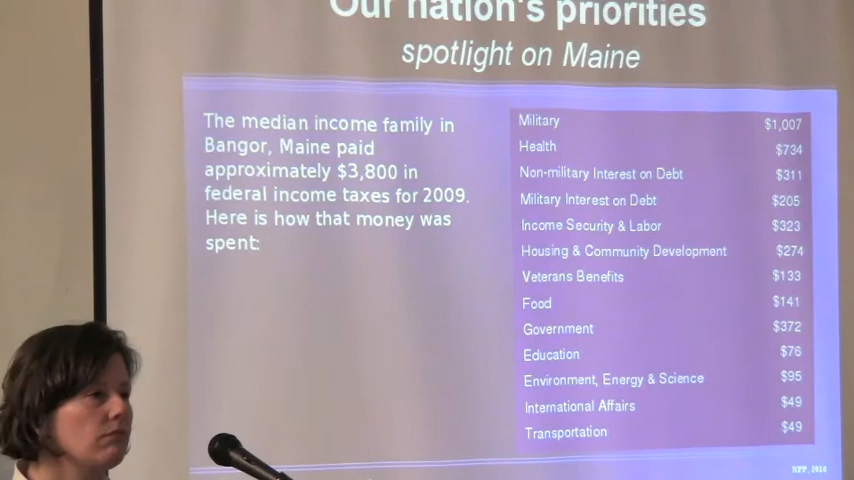 Our nation's priorities
spotlight on Maine
The median income family in
Bangor, Maine paid
approximately $3,800 in
federal income taxes for 2009.
Here is how that money was
spent:
Military $1,007
Health $734
Non-military Interest on Debt $311
Military Interest on Debt $205
Income Security & Labor $323
Housing & Community Development $274
Veterans Benefits $133
Food $141
Government $372
Education $76
Environment, Energy & Science $95
International Affairs $49
Transportation $49
NPP, 2010